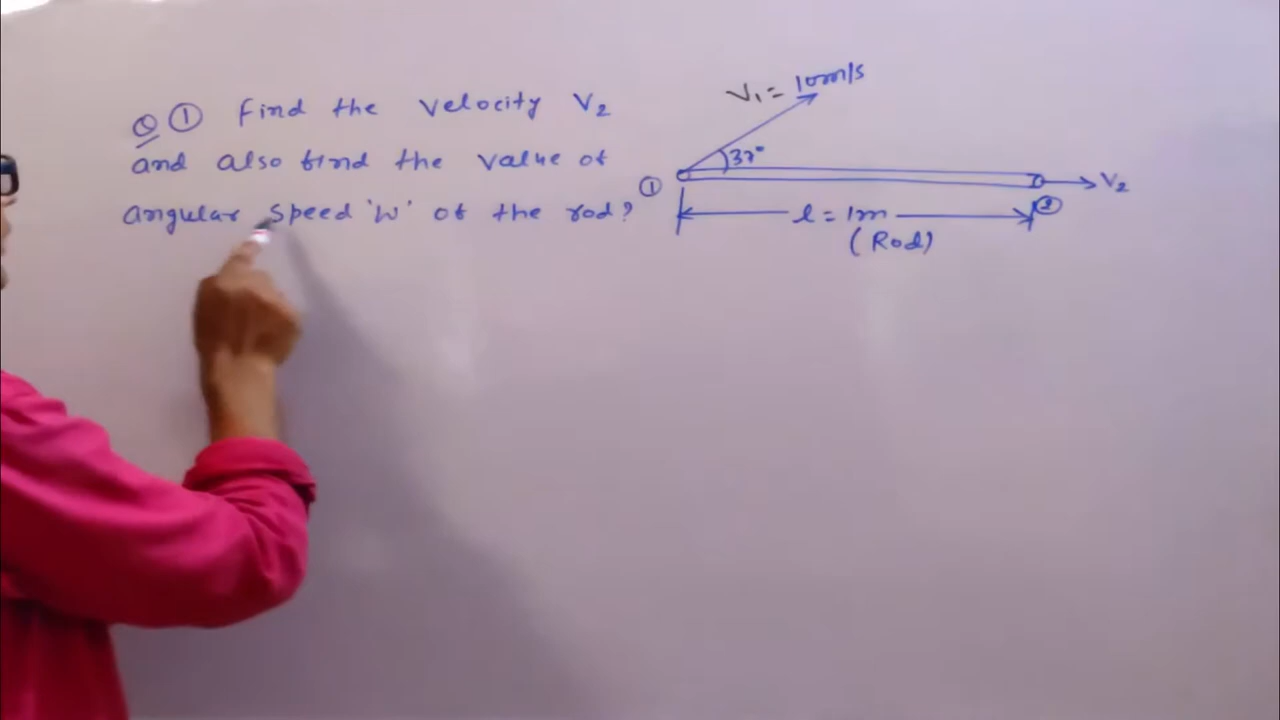 Q ① Find the velocity V₂
and also find the value of
angular speed 'w' of the rod?
V₁ = 10m/s
37°
①
V₂
②
l = 1m
(Rod)